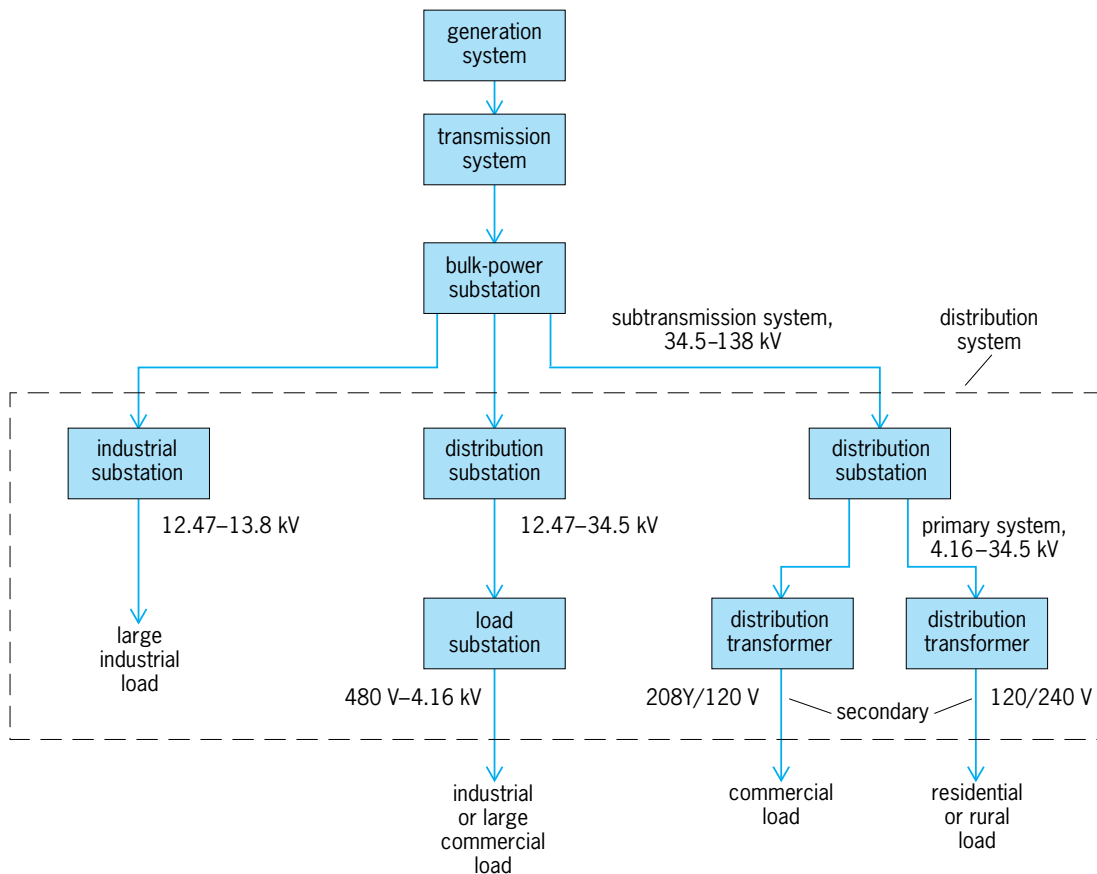 generation
system
transmission
system
bulk-power
substation
subtransmission system,
34.5–138 kV
distribution
system
industrial
substation
distribution
substation
distribution
substation
12.47–13.8 kV
12.47–34.5 kV
primary system,
4.16–34.5 kV
large
industrial
load
load
substation
distribution
transformer
distribution
transformer
480 V–4.16 kV
208Y/120 V
secondary
120/240 V
industrial
or large
commercial
load
commercial
load
residential
or rural
load